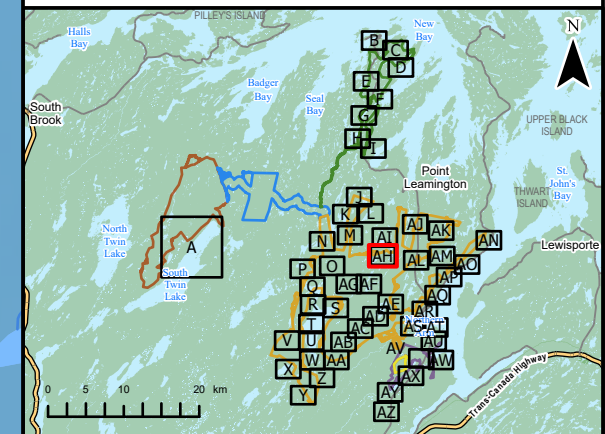 PILLEY'S ISLAND
Halls
Bay
New
Bay
N
B
C
D
Badger
Bay
E
Seal
Bay
F
South
Brook
G
UPPER BLACK
ISLAND
H
I
Point
Leamington
St.
John's
Bay
THWART
ISLAND
J
K
L
AJ
AK
North
Twin
Lake
M
AI
N
AN
A
AH
AL
AM
Lewisporte
South
Twin
Lake
P
O
AO
AP
Q
AG
AF
AQ
R
S
AE
AR
AD
T
AC
AS
AT
V
U
AB
AV
AU
W
AA
AW
X
Z
AX
Y
AY
AZ
Trans-Canada Highway
0 5 10 20 km